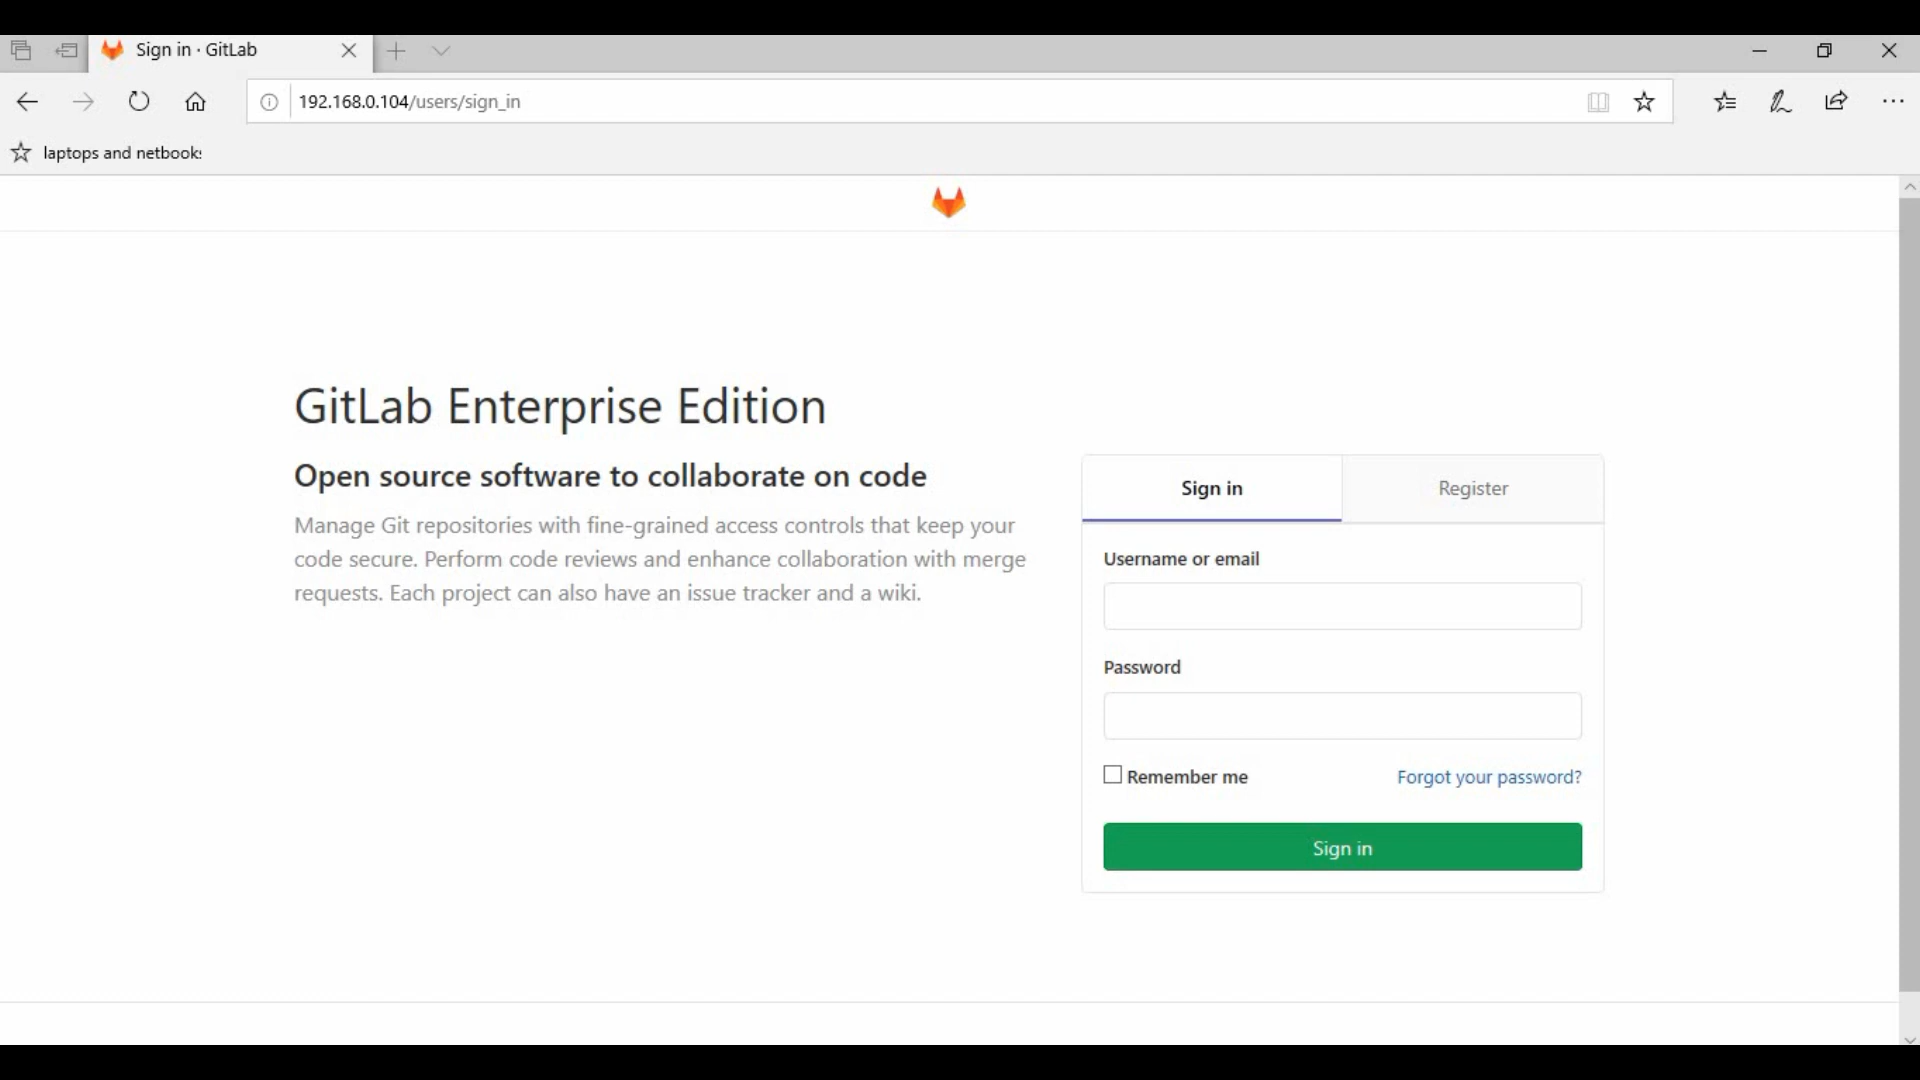 Sign in · GitLab
192.168.0.104/users/sign_in
laptops and netbooks
GitLab Enterprise Edition
Open source software to collaborate on code
Manage Git repositories with fine-grained access controls that keep your
code secure. Perform code reviews and enhance collaboration with merge
requests. Each project can also have an issue tracker and a wiki.
Sign in
Register
Username or email
Password
Remember me
Forgot your password?
Sign in